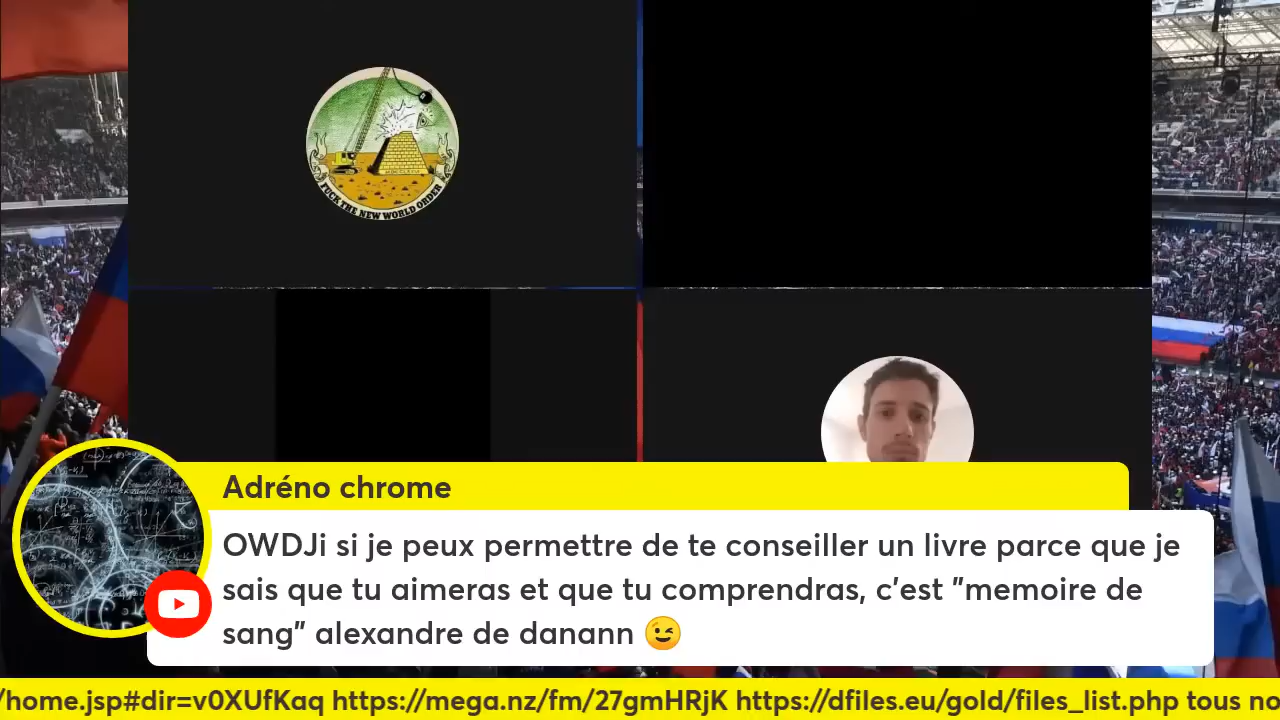 FUCK THE NEW WORLD ORDER
Adréno chrome
OWDJi si je peux permettre de te conseiller un livre parce que je
sais que tu aimeras et que tu comprendras, c'est "memoire de
sang" alexandre de danann 😉
/home.jsp#dir=v0XUfKaq https://mega.nz/fm/27gmHRjK https://dfiles.eu/gold/files_list.php tous no